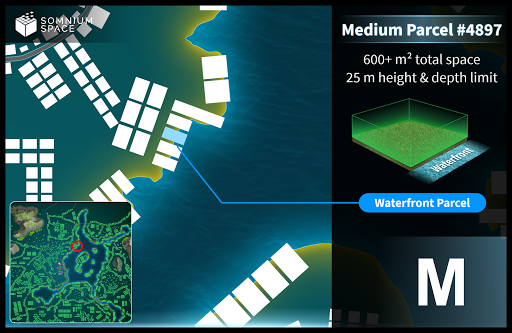 SOMNIUM
SPACE
Medium Parcel #4897
600+ m² total space
25 m height & depth limit
Waterfront
Waterfront Parcel
M